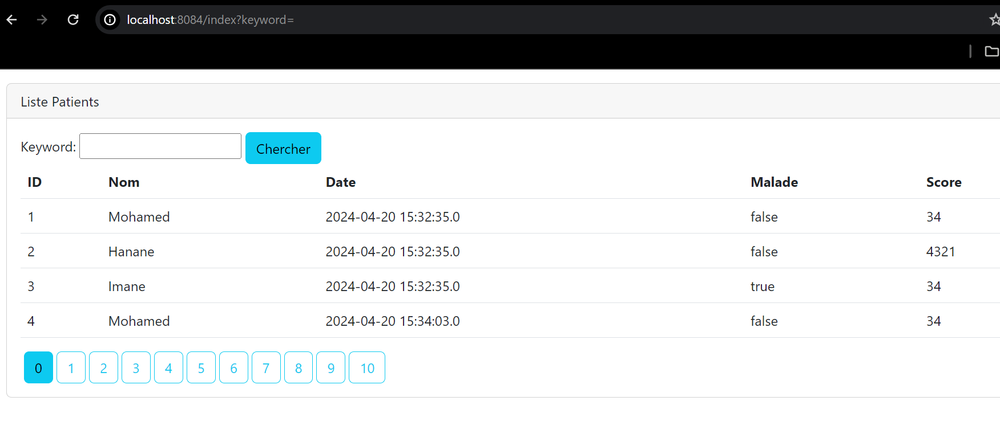 localhost:8084/index?keyword=
Liste Patients
Keyword: Chercher
ID Nom Date Malade Score
1 Mohamed 2024-04-20 15:32:35.0 false 34
2 Hanane 2024-04-20 15:32:35.0 false 4321
3 Imane 2024-04-20 15:32:35.0 true 34
4 Mohamed 2024-04-20 15:34:03.0 false 34
0 1 2 3 4 5 6 7 8 9 10